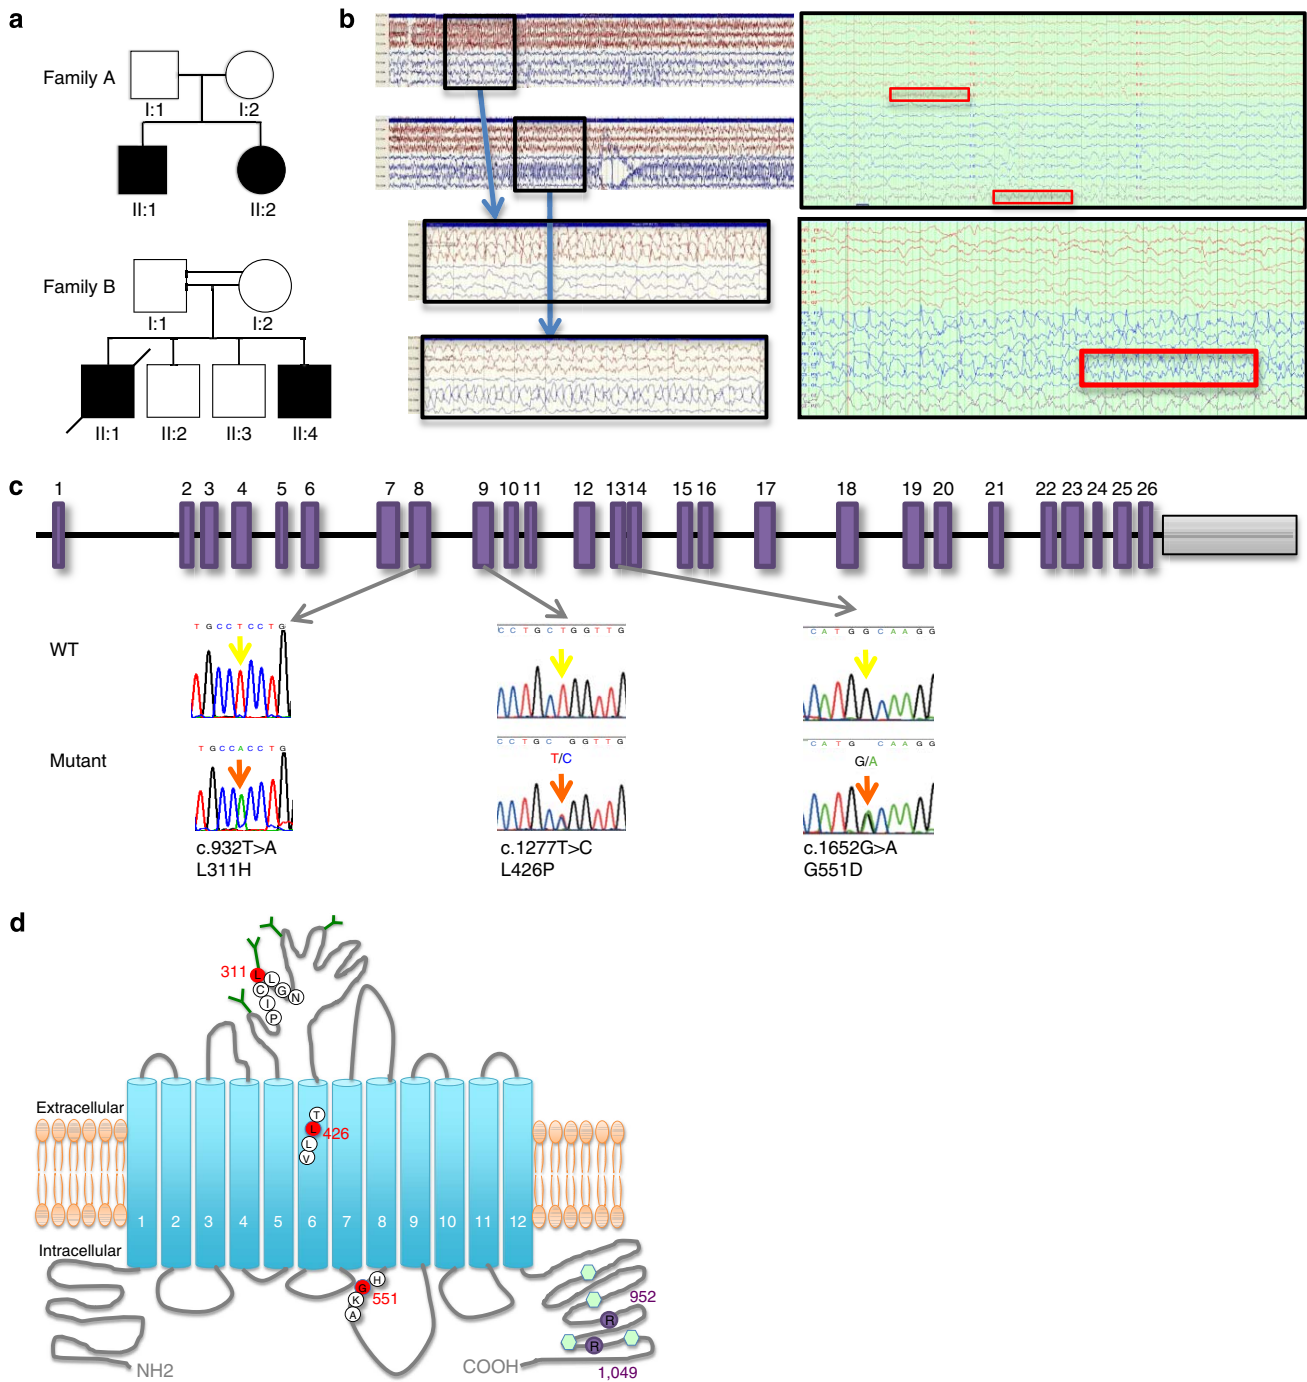 a
Family A
I:1 I:2
II:1 II:2
Family B
I:1 I:2
II:1 II:2 II:3 II:4
b
c
1 2 3 4 5 6 7 8 9 10 11 12 13 14 15 16 17 18 19 20 21 22 23 24 25 26
WT
T G C C T C C T G
C C T G C T G G T T G
C A T G G C A A G G
Mutant
T G C C A C C T G
C C T G C G G T T G
T/C
C A T G C A A G G
G/A
c.932T>A
L311H
c.1277T>C
L426P
c.1652G>A
G551D
d
311
L L
C G N
I
P
Extracellular
T
L 426
L
V
1 2 3 4 5 6 7 8 9 10 11 12
Intracellular
H
G 551
K
A
952
R
R
NH2
COOH
1,049